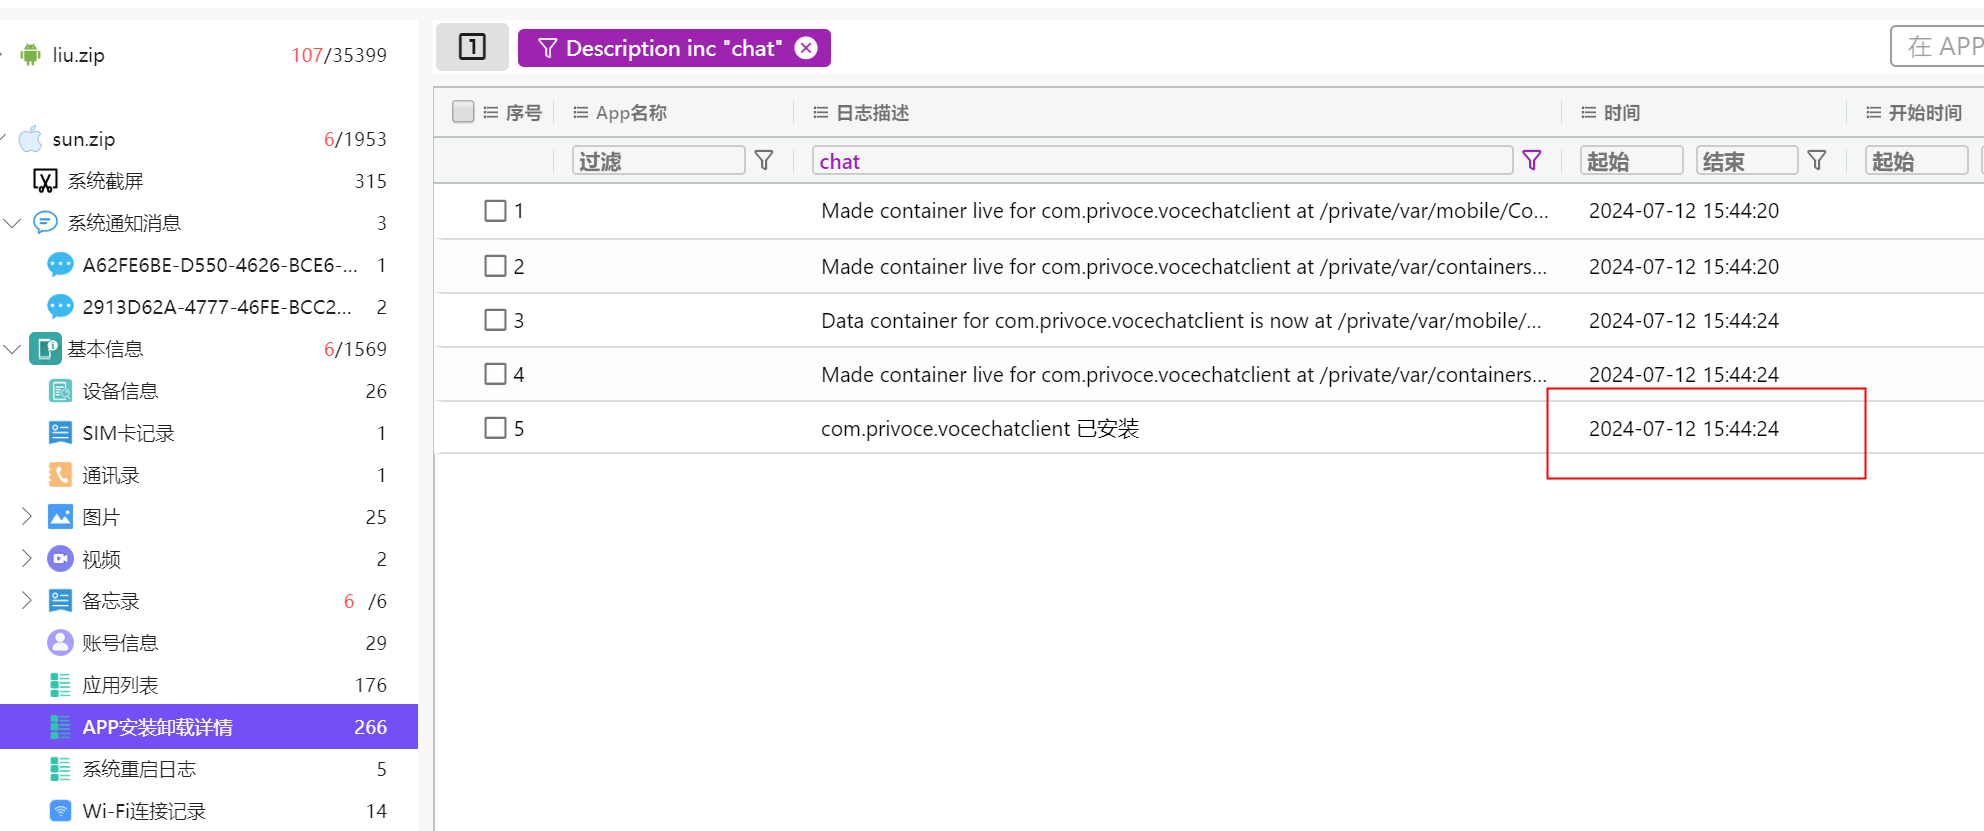 liu.zip 107/35399
sun.zip 6/1953
系统截屏 315
系统通知消息 3
A62FE6BE-D550-4626-BCE6-... 1
2913D62A-4777-46FE-BCC2... 2
基本信息 6/1569
设备信息 26
SIM卡记录 1
通讯录 1
图片 25
视频 2
备忘录 6 /6
账号信息 29
应用列表 176
APP安装卸载详情 266
系统重启日志 5
Wi-Fi连接记录 14
1 Description inc "chat" 在 APP
序号 App名称 日志描述 时间 开始时间
过滤 chat 起始 结束 起始
1 Made container live for com.privoce.vocechatclient at /private/var/mobile/Co... 2024-07-12 15:44:20
2 Made container live for com.privoce.vocechatclient at /private/var/containers... 2024-07-12 15:44:20
3 Data container for com.privoce.vocechatclient is now at /private/var/mobile/... 2024-07-12 15:44:24
4 Made container live for com.privoce.vocechatclient at /private/var/containers... 2024-07-12 15:44:24
5 com.privoce.vocechatclient 已安装 2024-07-12 15:44:24